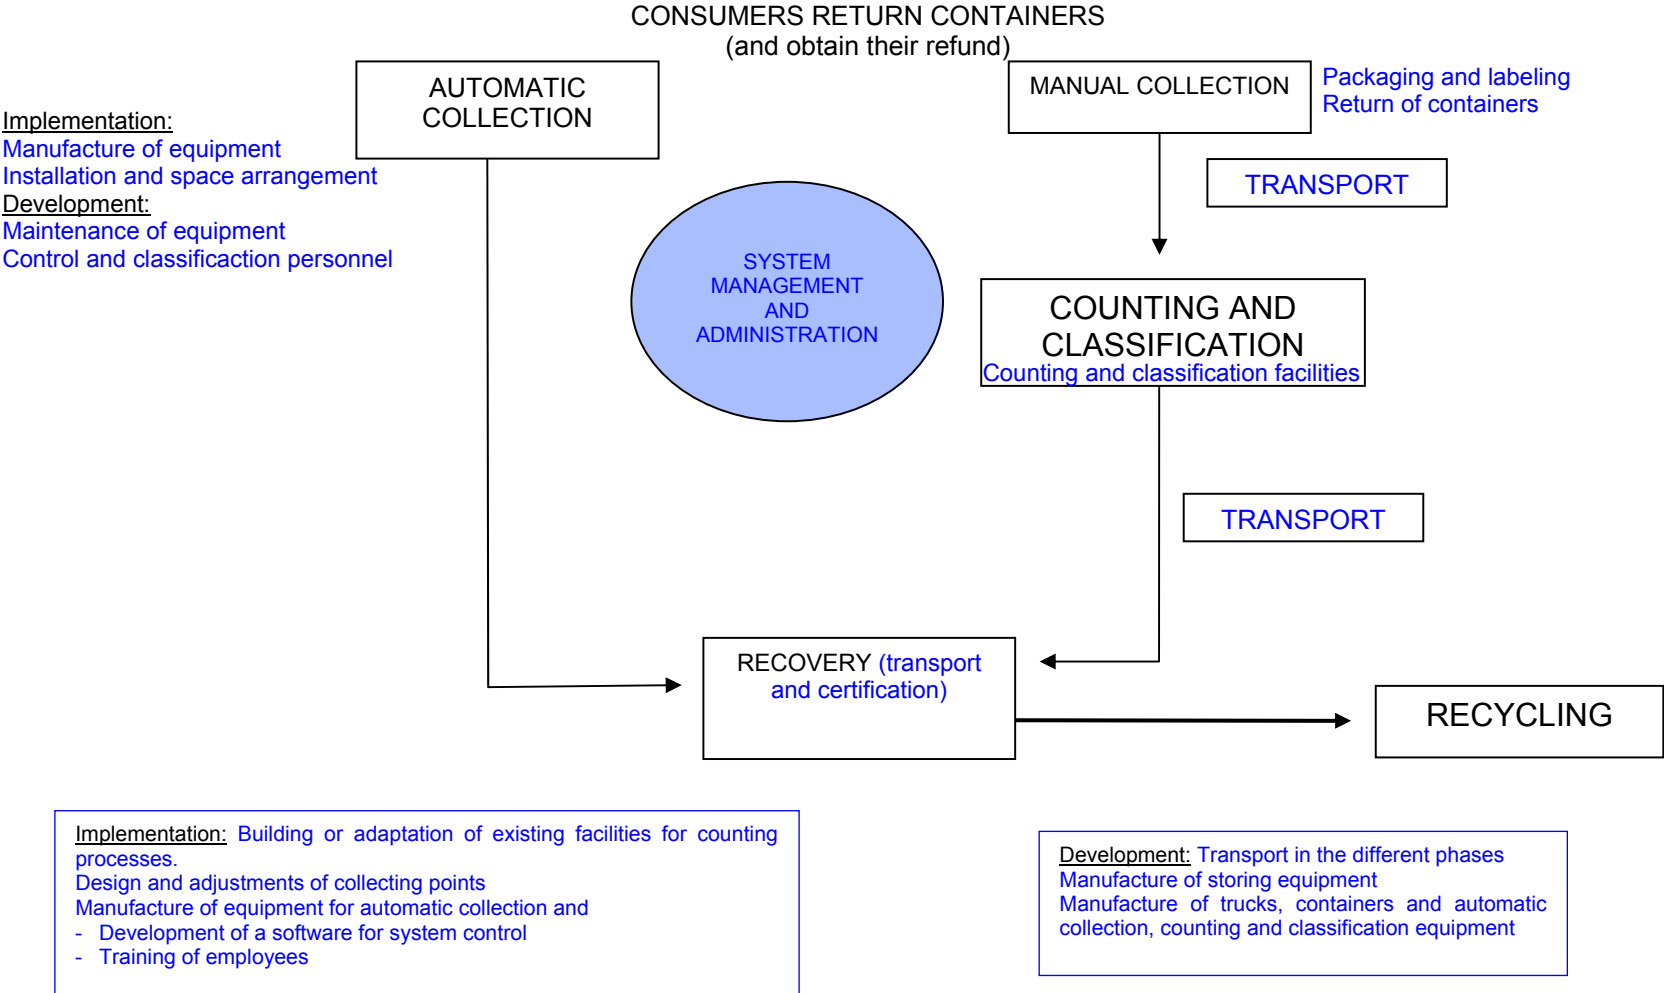 CONSUMERS RETURN CONTAINERS
(and obtain their refund)
AUTOMATIC
COLLECTION
MANUAL COLLECTION
Packaging and labeling
Return of containers
Implementation:
Manufacture of equipment
Installation and space arrangement
Development:
Maintenance of equipment
Control and classificaction personnel
TRANSPORT
SYSTEM
MANAGEMENT
AND
ADMINISTRATION
COUNTING AND
CLASSIFICATION
Counting and classification facilities
TRANSPORT
RECOVERY (transport
and certification)
RECYCLING
Implementation: Building or adaptation of existing facilities for counting
processes.
Design and adjustments of collecting points
Manufacture of equipment for automatic collection and
- Development of a software for system control
- Training of employees
Development: Transport in the different phases
Manufacture of storing equipment
Manufacture of trucks, containers and automatic
collection, counting and classification equipment